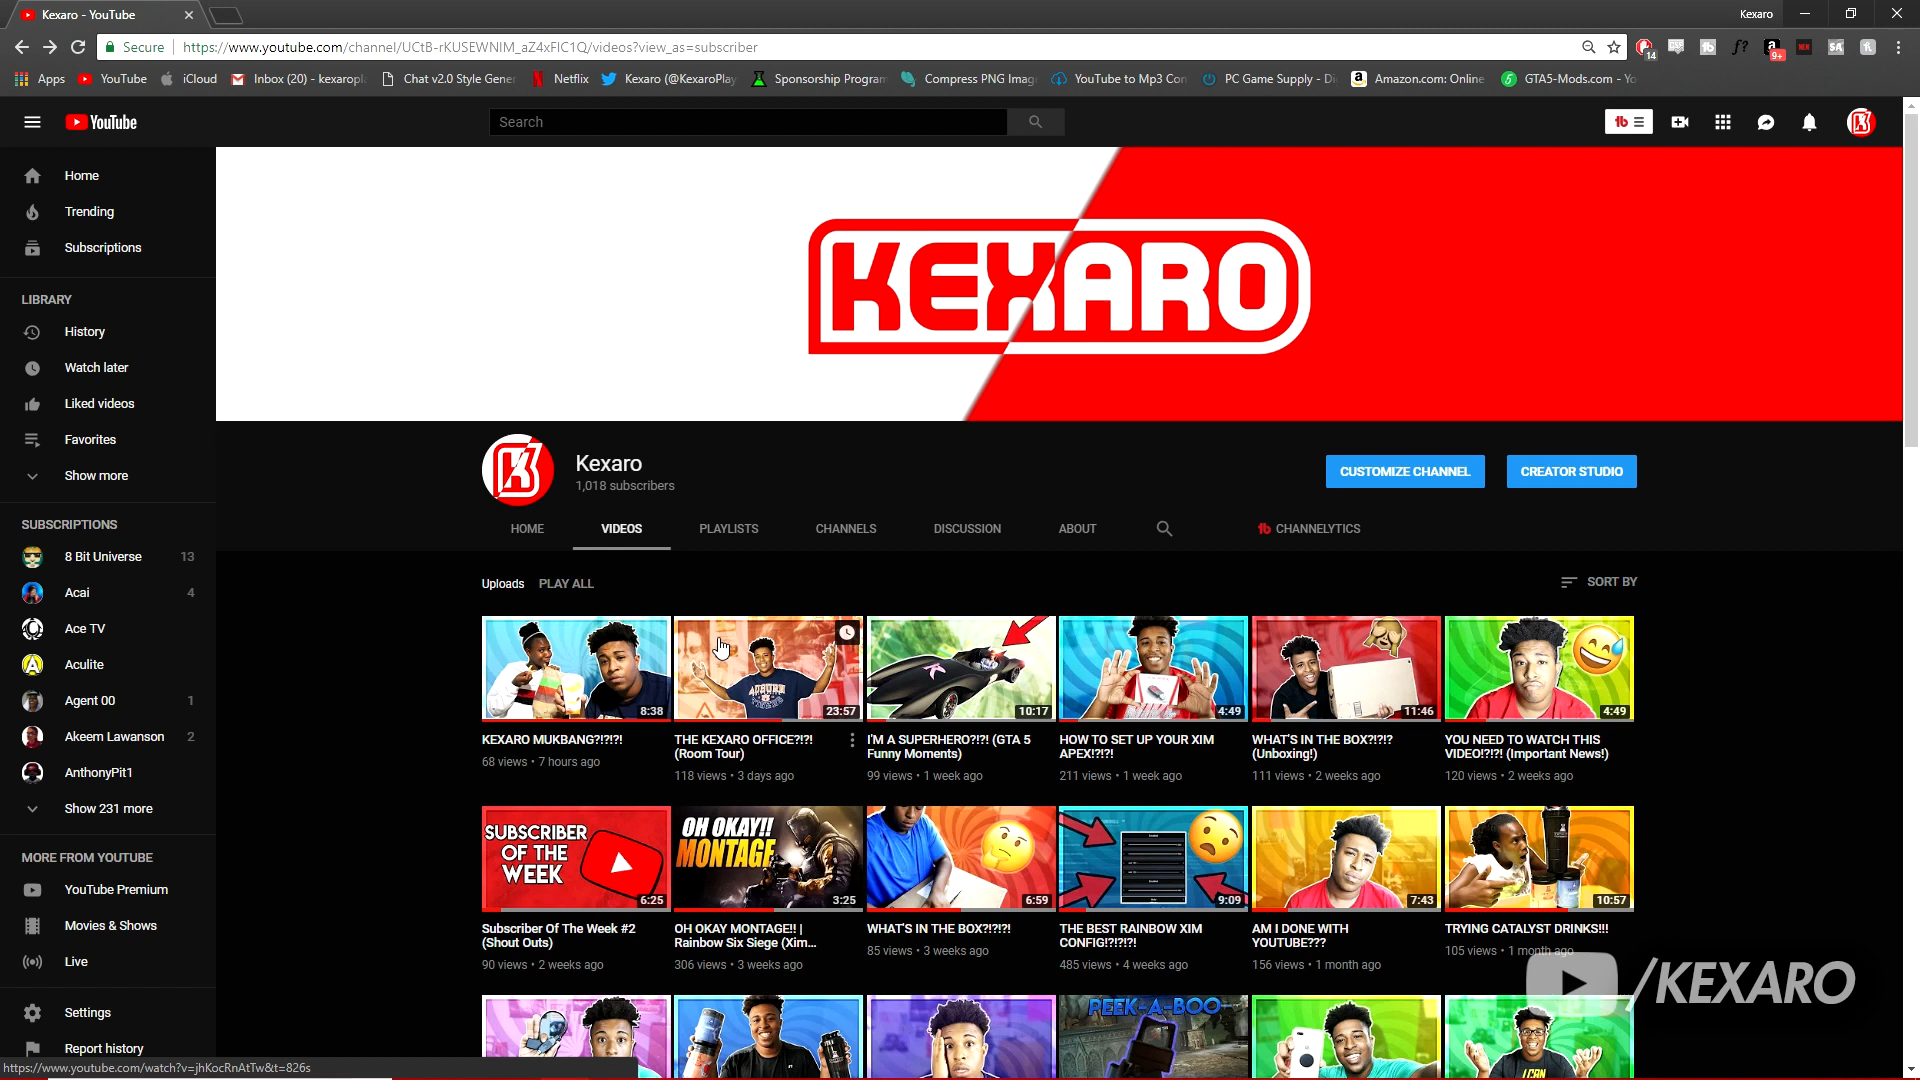 Kexaro - YouTube
Kexaro
Secure
https://www.youtube.com/channel/UCtB-rKUSEWNIM_aZ4xFIC1Q/videos?view_as=subscriber
14
9+
Apps
YouTube
iCloud
Inbox (20) - kexaropl
Chat v2.0 Style Gener
Netflix
Kexaro (@KexaroPlay
Sponsorship Program
Compress PNG Imag
YouTube to Mp3 Con
PC Game Supply - Di
Amazon.com: Online
GTA5-Mods.com - Yo
YouTube
Search
Home
Trending
Subscriptions
LIBRARY
History
Watch later
Liked videos
Favorites
Show more
SUBSCRIPTIONS
8 Bit Universe 13
Acai 4
Ace TV
Aculite
Agent 00 1
Akeem Lawanson 2
AnthonyPit1
Show 231 more
MORE FROM YOUTUBE
YouTube Premium
Movies & Shows
Live
Settings
Report history
https://www.youtube.com/watch?v=jhKocRnAtTw&t=826s
KEXARO
Kexaro
1,018 subscribers
CUSTOMIZE CHANNEL
CREATOR STUDIO
HOME
VIDEOS
PLAYLISTS
CHANNELS
DISCUSSION
ABOUT
CHANNELYTICS
Uploads
PLAY ALL
SORT BY
8:38
KEXARO MUKBANG?!?!?!
68 views • 7 hours ago
AUBURN
23:57
THE KEXARO OFFICE?!?!
(Room Tour)
118 views • 3 days ago
10:17
I'M A SUPERHERO?!?! (GTA 5
Funny Moments)
99 views • 1 week ago
4:49
HOW TO SET UP YOUR XIM
APEX!?!?!
211 views • 1 week ago
11:46
WHAT'S IN THE BOX?!?!?
(Unboxing!)
111 views • 2 weeks ago
4:49
YOU NEED TO WATCH THIS
VIDEO!?!?! (Important News!)
120 views • 2 weeks ago
SUBSCRIBER
OF THE
WEEK
6:25
Subscriber Of The Week #2
(Shout Outs)
90 views • 2 weeks ago
OH OKAY!!
MONTAGE
3:25
OH OKAY MONTAGE!! |
Rainbow Six Siege (Xim...
306 views • 3 weeks ago
6:59
WHAT'S IN THE BOX?!?!?!
85 views • 3 weeks ago
9:09
THE BEST RAINBOW XIM
CONFIG!?!?!?!
485 views • 4 weeks ago
7:43
AM I DONE WITH
YOUTUBE???
156 views • 1 month ago
10:57
TRYING CATALYST DRINKS!!!
105 views • 1 month ago
PEEK-A-BOO
I CAN
/KEXARO